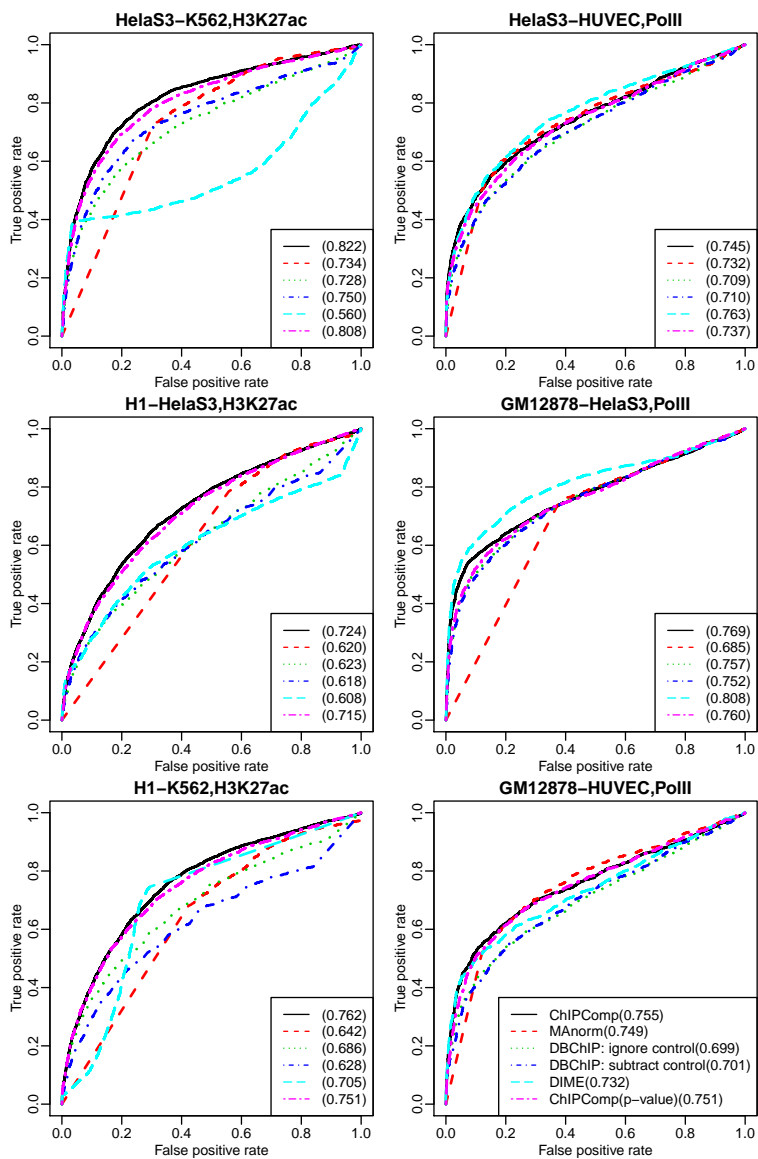 HelaS3−K562,H3K27ac
True positive rate
0.0 0.2 0.4 0.6 0.8 1.0
0.0 0.2 0.4 0.6 0.8 1.0
False positive rate
(0.822)
(0.734)
(0.728)
(0.750)
(0.560)
(0.808)
HelaS3−HUVEC,PolII
True positive rate
0.0 0.2 0.4 0.6 0.8 1.0
0.0 0.2 0.4 0.6 0.8 1.0
False positive rate
(0.745)
(0.732)
(0.709)
(0.710)
(0.763)
(0.737)
H1−HelaS3,H3K27ac
True positive rate
0.0 0.2 0.4 0.6 0.8 1.0
0.0 0.2 0.4 0.6 0.8 1.0
False positive rate
(0.724)
(0.620)
(0.623)
(0.618)
(0.608)
(0.715)
GM12878−HelaS3,PolII
True positive rate
0.0 0.2 0.4 0.6 0.8 1.0
0.0 0.2 0.4 0.6 0.8 1.0
False positive rate
(0.769)
(0.685)
(0.757)
(0.752)
(0.808)
(0.760)
H1−K562,H3K27ac
True positive rate
0.0 0.2 0.4 0.6 0.8 1.0
0.0 0.2 0.4 0.6 0.8 1.0
False positive rate
(0.762)
(0.642)
(0.686)
(0.628)
(0.705)
(0.751)
GM12878−HUVEC,PolII
True positive rate
0.0 0.2 0.4 0.6 0.8 1.0
0.0 0.2 0.4 0.6 0.8 1.0
False positive rate
ChIPComp(0.755)
MAnorm(0.749)
DBChIP: ignore control(0.699)
DBChIP: subtract control(0.701)
DIME(0.732)
ChIPComp(p−value)(0.751)